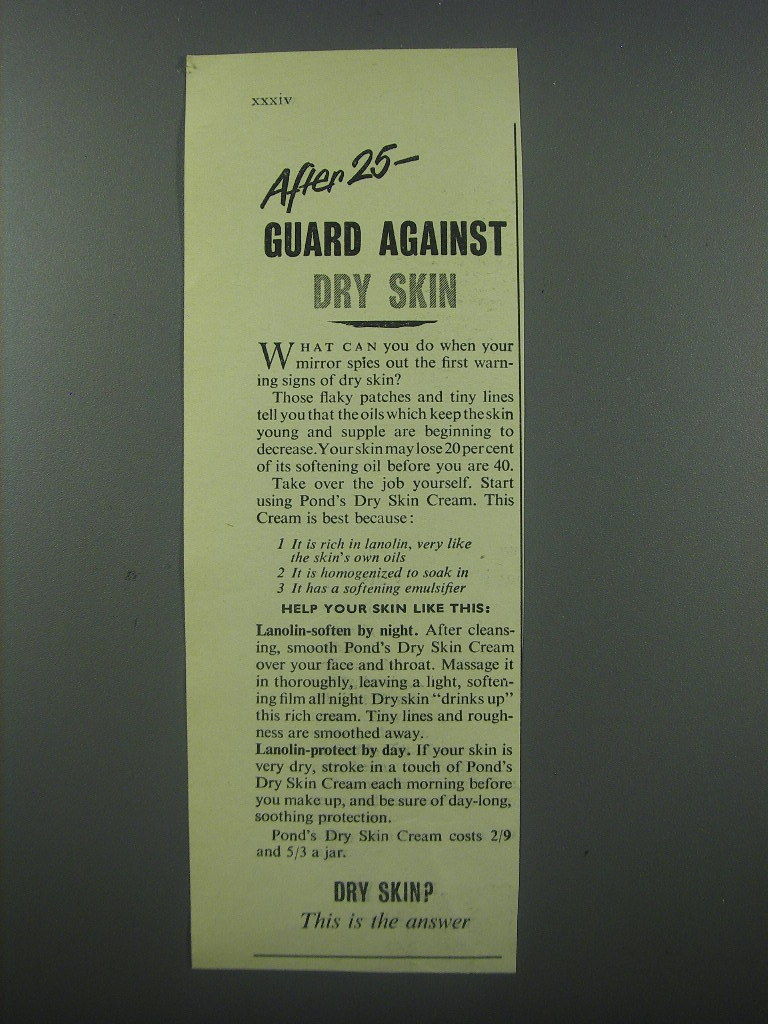 xxxiv
After 25—
GUARD AGAINST
DRY SKIN
WHAT CAN you do when your
mirror spies out the first warn-
ing signs of dry skin?
Those flaky patches and tiny lines
tell you that the oils which keep the skin
young and supple are beginning to
decrease. Your skin may lose 20 per cent
of its softening oil before you are 40.
Take over the job yourself. Start
using Pond's Dry Skin Cream. This
Cream is best because:
1 It is rich in lanolin, very like
the skin's own oils
2 It is homogenized to soak in
3 It has a softening emulsifier
HELP YOUR SKIN LIKE THIS:
Lanolin-soften by night. After cleans-
ing, smooth Pond's Dry Skin Cream
over your face and throat. Massage it
in thoroughly, leaving a light, soften-
ing film all night. Dry skin "drinks up"
this rich cream. Tiny lines and rough-
ness are smoothed away.
Lanolin-protect by day. If your skin is
very dry, stroke in a touch of Pond's
Dry Skin Cream each morning before
you make up, and be sure of day-long,
soothing protection.
Pond's Dry Skin Cream costs 2/9
and 5/3 a jar.
DRY SKIN?
This is the answer